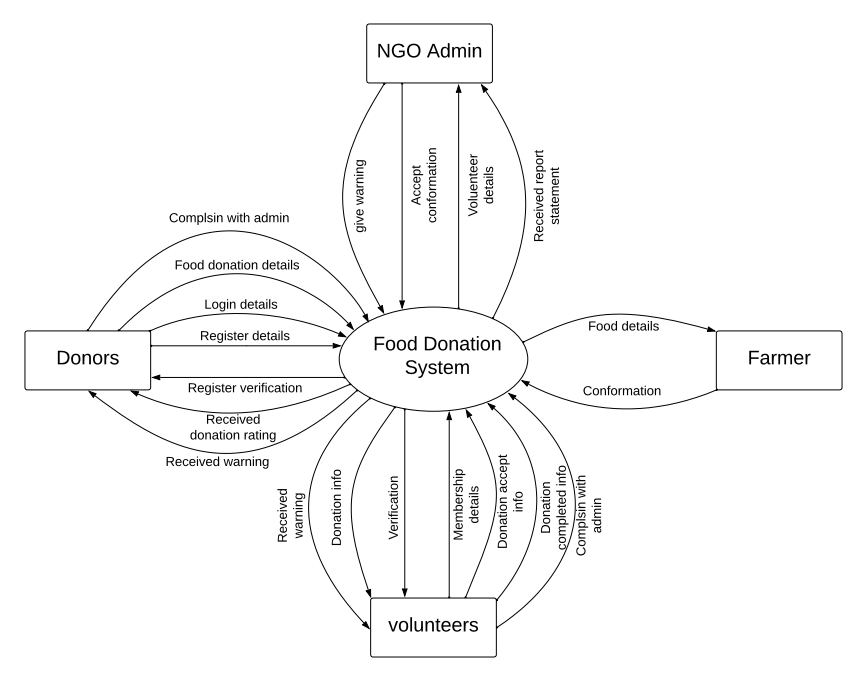 NGO Admin
give warning
Accept
conformation
Voluenteer
details
Received report
statement
Complsin with admin
Food donation details
Login details
Register details
Donors
Food Donation
System
Food details
Farmer
Conformation
Register verification
Received
donation rating
Received warning
Received
warning
Donation info
Verification
Membership
details
Donation accept
info
Donation
completed info
Complsin with
admin
volunteers